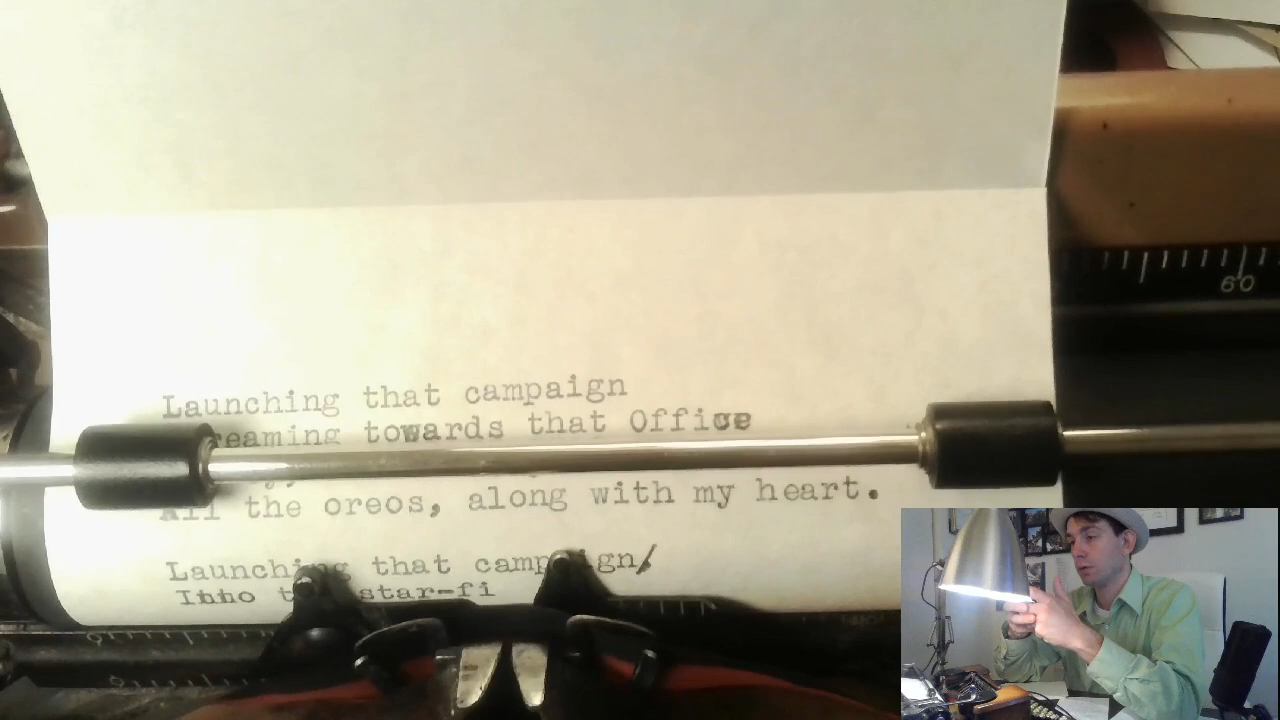 Launching that campaign
reaming towards that Office
All the oreos, along with my heart.
Launching that campaign/
star-fi
60